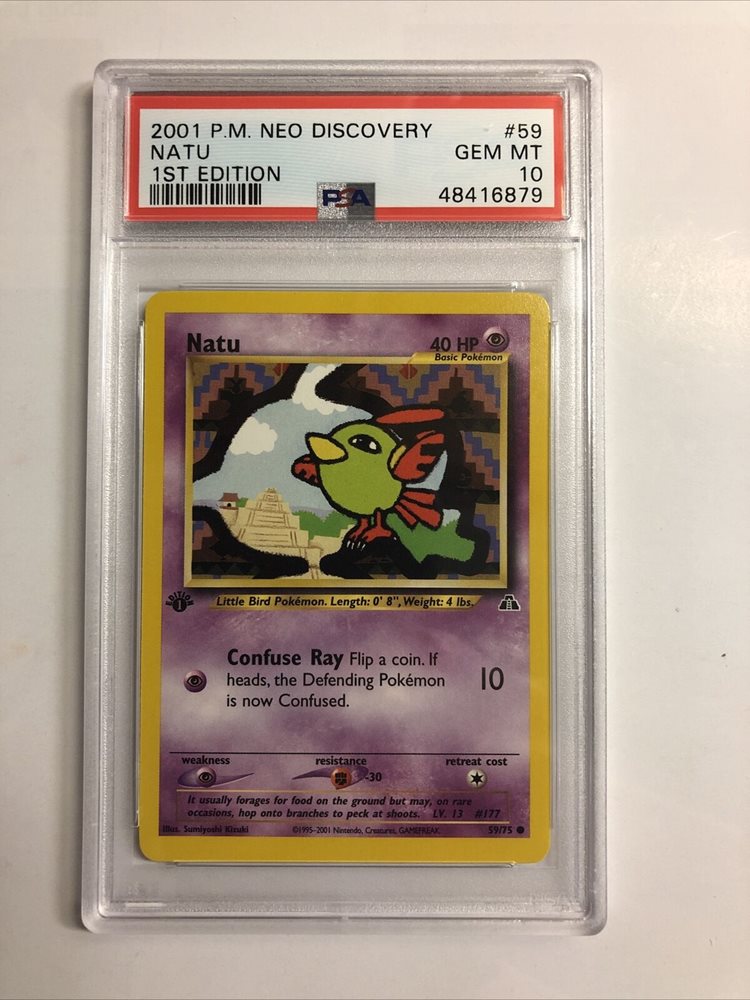 2001 P.M. NEO DISCOVERY #59
NATU GEM MT
1ST EDITION 10
PSA 48416879
Natu 40 HP
Basic Pokémon
EDITION
1
Little Bird Pokémon. Length: 0' 8", Weight: 4 lbs.
Confuse Ray Flip a coin. If
heads, the Defending Pokémon 10
is now Confused.
weakness resistance retreat cost
-30
It usually forages for food on the ground but may, on rare
occasions, hop onto branches to peck at shoots. LV. 13 #177
Illus. Sumiyoshi Kizuki ©1995-2001 Nintendo, Creatures, GAMEFREAK. 59/75